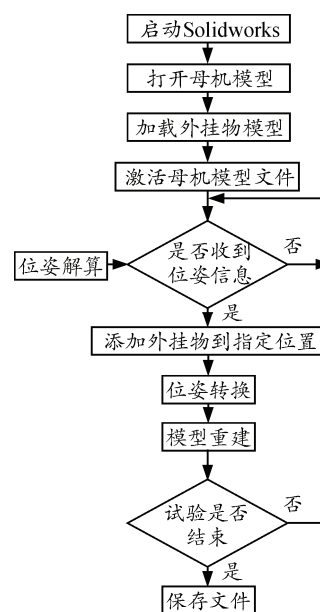 启动Solidworks
打开母机模型
加载外挂物模型
激活母机模型文件
是否收到
位姿信息
否
位姿解算
是
添加外挂物到指定位置
位姿转换
模型重建
试验是否
结束
否
是
保存文件